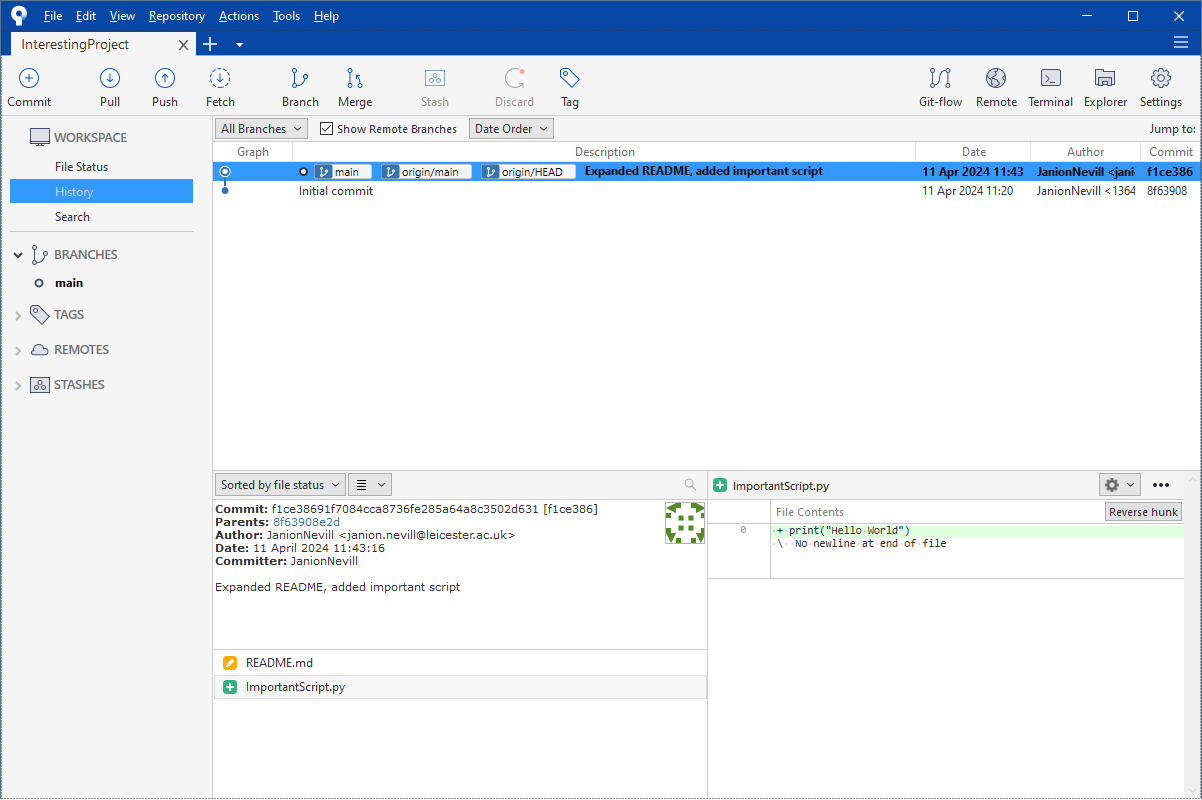 File Edit View Repository Actions Tools Help
InterestingProject
Commit Pull Push Fetch Branch Merge Stash Discard Tag Git-flow Remote Terminal Explorer Settings
WORKSPACE
File Status
History
Search
BRANCHES
main
TAGS
REMOTES
STASHES
All Branches Show Remote Branches Date Order Jump to:
Graph Description Date Author Commit
main origin/main origin/HEAD Expanded README, added important script 11 Apr 2024 11:43 JanionNevill <jani f1ce386
Initial commit 11 Apr 2024 11:20 JanionNevill <1364 8f63908
Sorted by file status
Commit: f1ce38691f7084cca8736fe285a64a8c3502d631 [f1ce386]
Parents: 8f63908e2d
Author: JanionNevill <janion.nevill@leicester.ac.uk>
Date: 11 April 2024 11:43:16
Committer: JanionNevill
Expanded README, added important script
README.md
ImportantScript.py
ImportantScript.py
File Contents Reverse hunk
0 + print("Hello World")
\ No newline at end of file